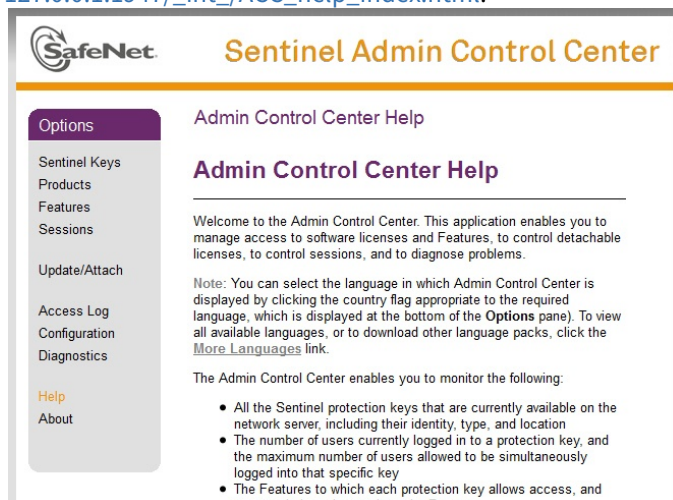 SafeNet.
Sentinel Admin Control Center
Options
Sentinel Keys
Products
Features
Sessions
Update/Attach
Access Log
Configuration
Diagnostics
Help
About
Admin Control Center Help
Admin Control Center Help
Welcome to the Admin Control Center. This application enables you to
manage access to software licenses and Features, to control detachable
licenses, to control sessions, and to diagnose problems.
Note: You can select the language in which Admin Control Center is
displayed by clicking the country flag appropriate to the required
language, which is displayed at the bottom of the Options pane). To view
all available languages, or to download other language packs, click the
More Languages link.
The Admin Control Center enables you to monitor the following:
• All the Sentinel protection keys that are currently available on the
network server, including their identity, type, and location
• The number of users currently logged in to a protection key, and
the maximum number of users allowed to be simultaneously
logged into that specific key
• The Features to which each protection key allows access, and